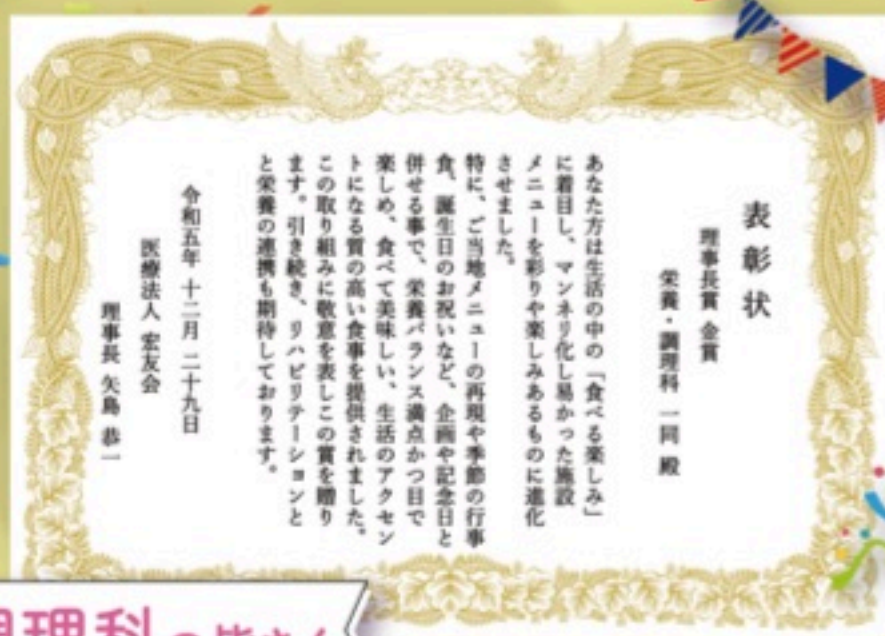 表彰状
理事長賞 金賞
栄養・調理科 一同 殿
あなた方は生活の中の「食べる楽しみ」
に着目し、マンネリ化し易かった施設
メニューを彩りや楽しみあるものに進化
させました。
特に、ご当地メニューの再現や季節の行事
食、誕生日のお祝いなど、企画や記念日と
併せる事で、栄養バランス満点かつ目で
楽しめ、食べて美味しい、生活のアクセン
トになる質の高い食事を提供されました。
この取り組みに敬意を表しこの賞を贈り
ます。引き続き、リハビリテーションと
と栄養の連携も期待しております。
令和五年 十二月 二十九日
医療法人 宏友会
理事長 矢島 恭一
調理科の皆さん